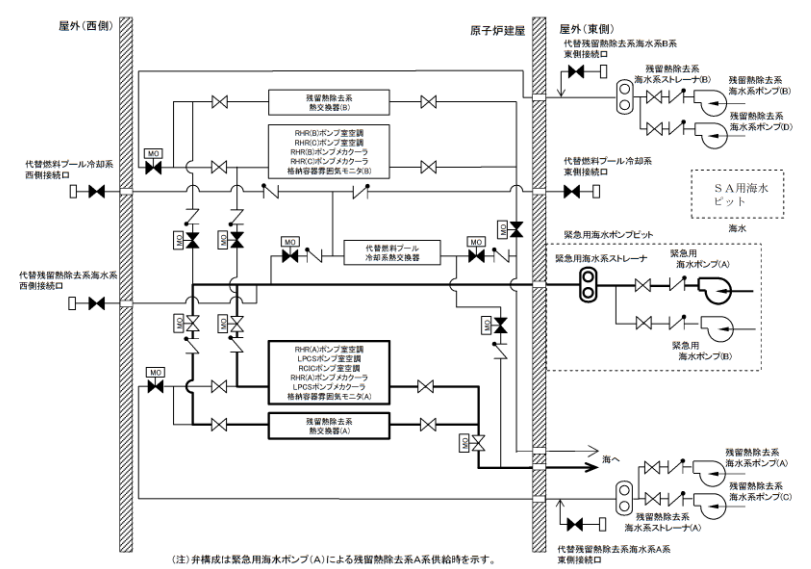 屋外(西側)
原子炉建屋
屋外(東側)
代替残留熱除去系海水系B系
東側接続口
残留熱除去系
海水系ストレーナ(B)
残留熱除去系
海水系ポンプ(B)
残留熱除去系
海水系ポンプ(D)
残留熱除去系
熱交換器(B)
RHR(B)ポンプ室空調
RHR(C)ポンプ室空調
RHR(B)ポンプメカクーラ
RHR(C)ポンプメカクーラ
格納容器雰囲気モニタ(B)
MO
代替燃料プール冷却系
西側接続口
代替燃料プール冷却系
東側接続口
SA用海水
ピット
海水
MO
MO
MO
MO
代替燃料プール
冷却系熱交換器
MO
緊急用海水ポンプピット
緊急用海水系ストレーナ
緊急用
海水ポンプ(A)
緊急用
海水ポンプ(B)
代替残留熱除去系海水系
西側接続口
MO
MO
MO
RHR(A)ポンプ室空調
LPCSポンプ室空調
RCICポンプ室空調
RHR(A)ポンプメカクーラ
LPCSポンプメカクーラ
格納容器雰囲気モニタ(A)
MO
残留熱除去系
熱交換器(A)
MO
海へ
残留熱除去系
海水系ポンプ(A)
残留熱除去系
海水系ポンプ(C)
残留熱除去系
海水系ストレーナ(A)
代替残留熱除去系海水系A系
東側接続口
(注)弁構成は緊急用海水ポンプ(A)による残留熱除去系A系供給時を示す。